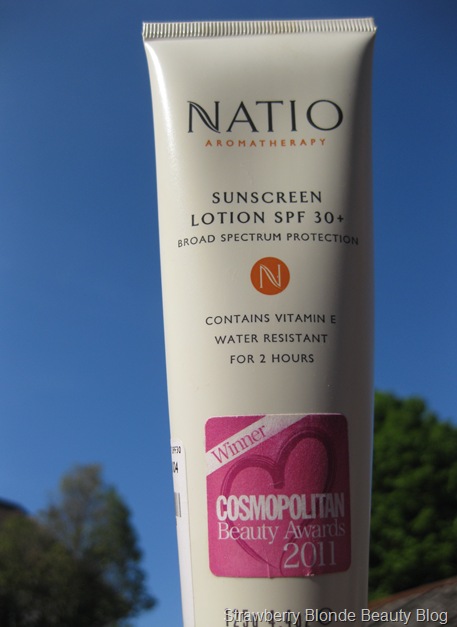 NATIO
AROMATHERAPY
SUNSCREEN
LOTION SPF 30+
BROAD SPECTRUM PROTECTION
N
CONTAINS VITAMIN E
WATER RESISTANT
FOR 2 HOURS
Winner
COSMOPOLITAN
Beauty Awards
2011
Strawberry Blonde Beauty Blog